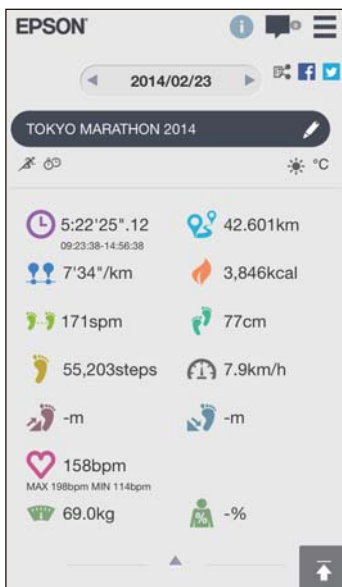 EPSON
2014/02/23
TOKYO MARATHON 2014
°C
5:22'25".12
42.601km
09:23:38-14:56:38
7'34"/km
3,846kcal
171spm
77cm
55,203steps
7.9km/h
-m
-m
158bpm
MAX 198bpm MIN 114bpm
69.0kg
-%